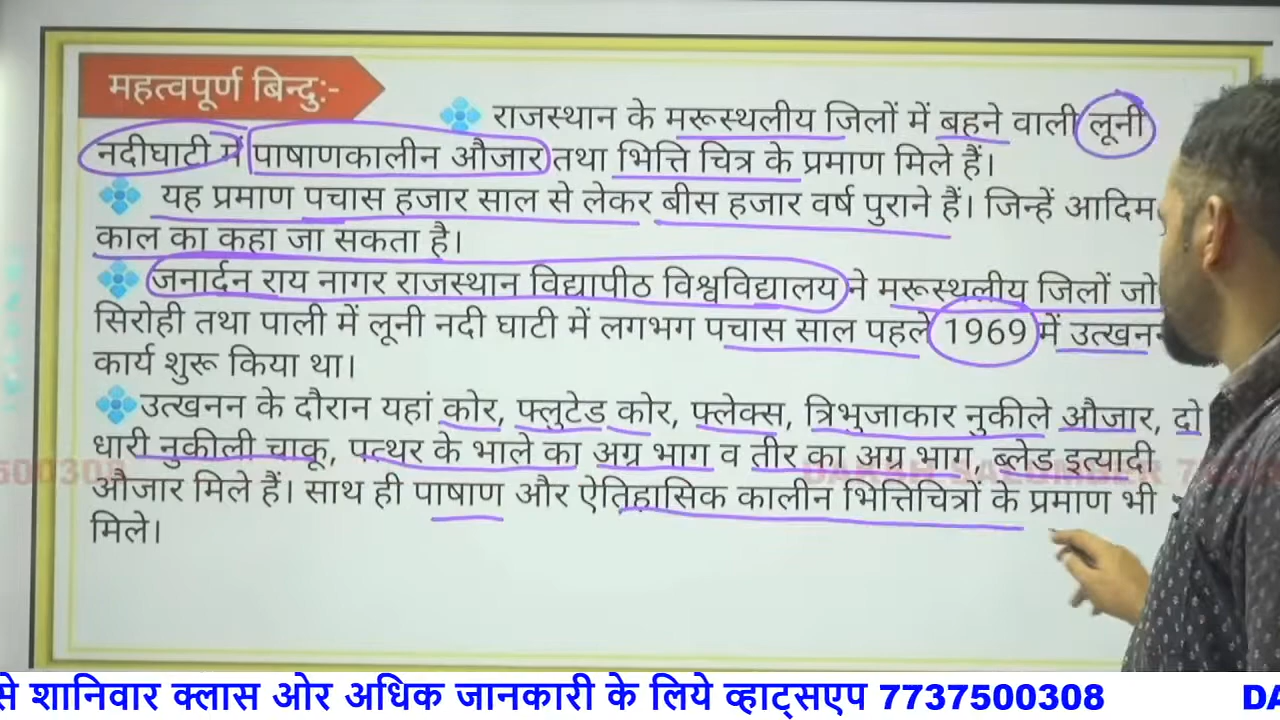 महत्वपूर्ण बिन्दु:-
राजस्थान के मरूस्थलीय जिलों में बहने वाली लूनी
नदीघाटी में पाषाणकालीन औजार तथा भित्ति चित्र के प्रमाण मिले हैं।
यह प्रमाण पचास हजार साल से लेकर बीस हजार वर्ष पुराने हैं। जिन्हें आदिम
काल का कहा जा सकता है।
जनार्दन राय नागर राजस्थान विद्यापीठ विश्वविद्यालय ने मरूस्थलीय जिलों
सिरोही तथा पाली में लूनी नदी घाटी में लगभग पचास साल पहले 1969 में उत्खनन
कार्य शुरू किया था।
उत्खनन के दौरान यहां कोर, फ्लुटेड कोर, फ्लेक्स, त्रिभुजाकार नुकीले औजार, दो
धारी नुकीली चाकू, पत्थर के भाले का अग्र भाग व तीर का अग्र भाग, ब्लेड इत्यादी
औजार मिले हैं। साथ ही पाषाण और ऐतिहासिक कालीन भित्तिचित्रों के प्रमाण भी
मिले।
से शानिवार क्लास ओर अधिक जानकारी के लिये व्हाट्सएप 7737500308 DA